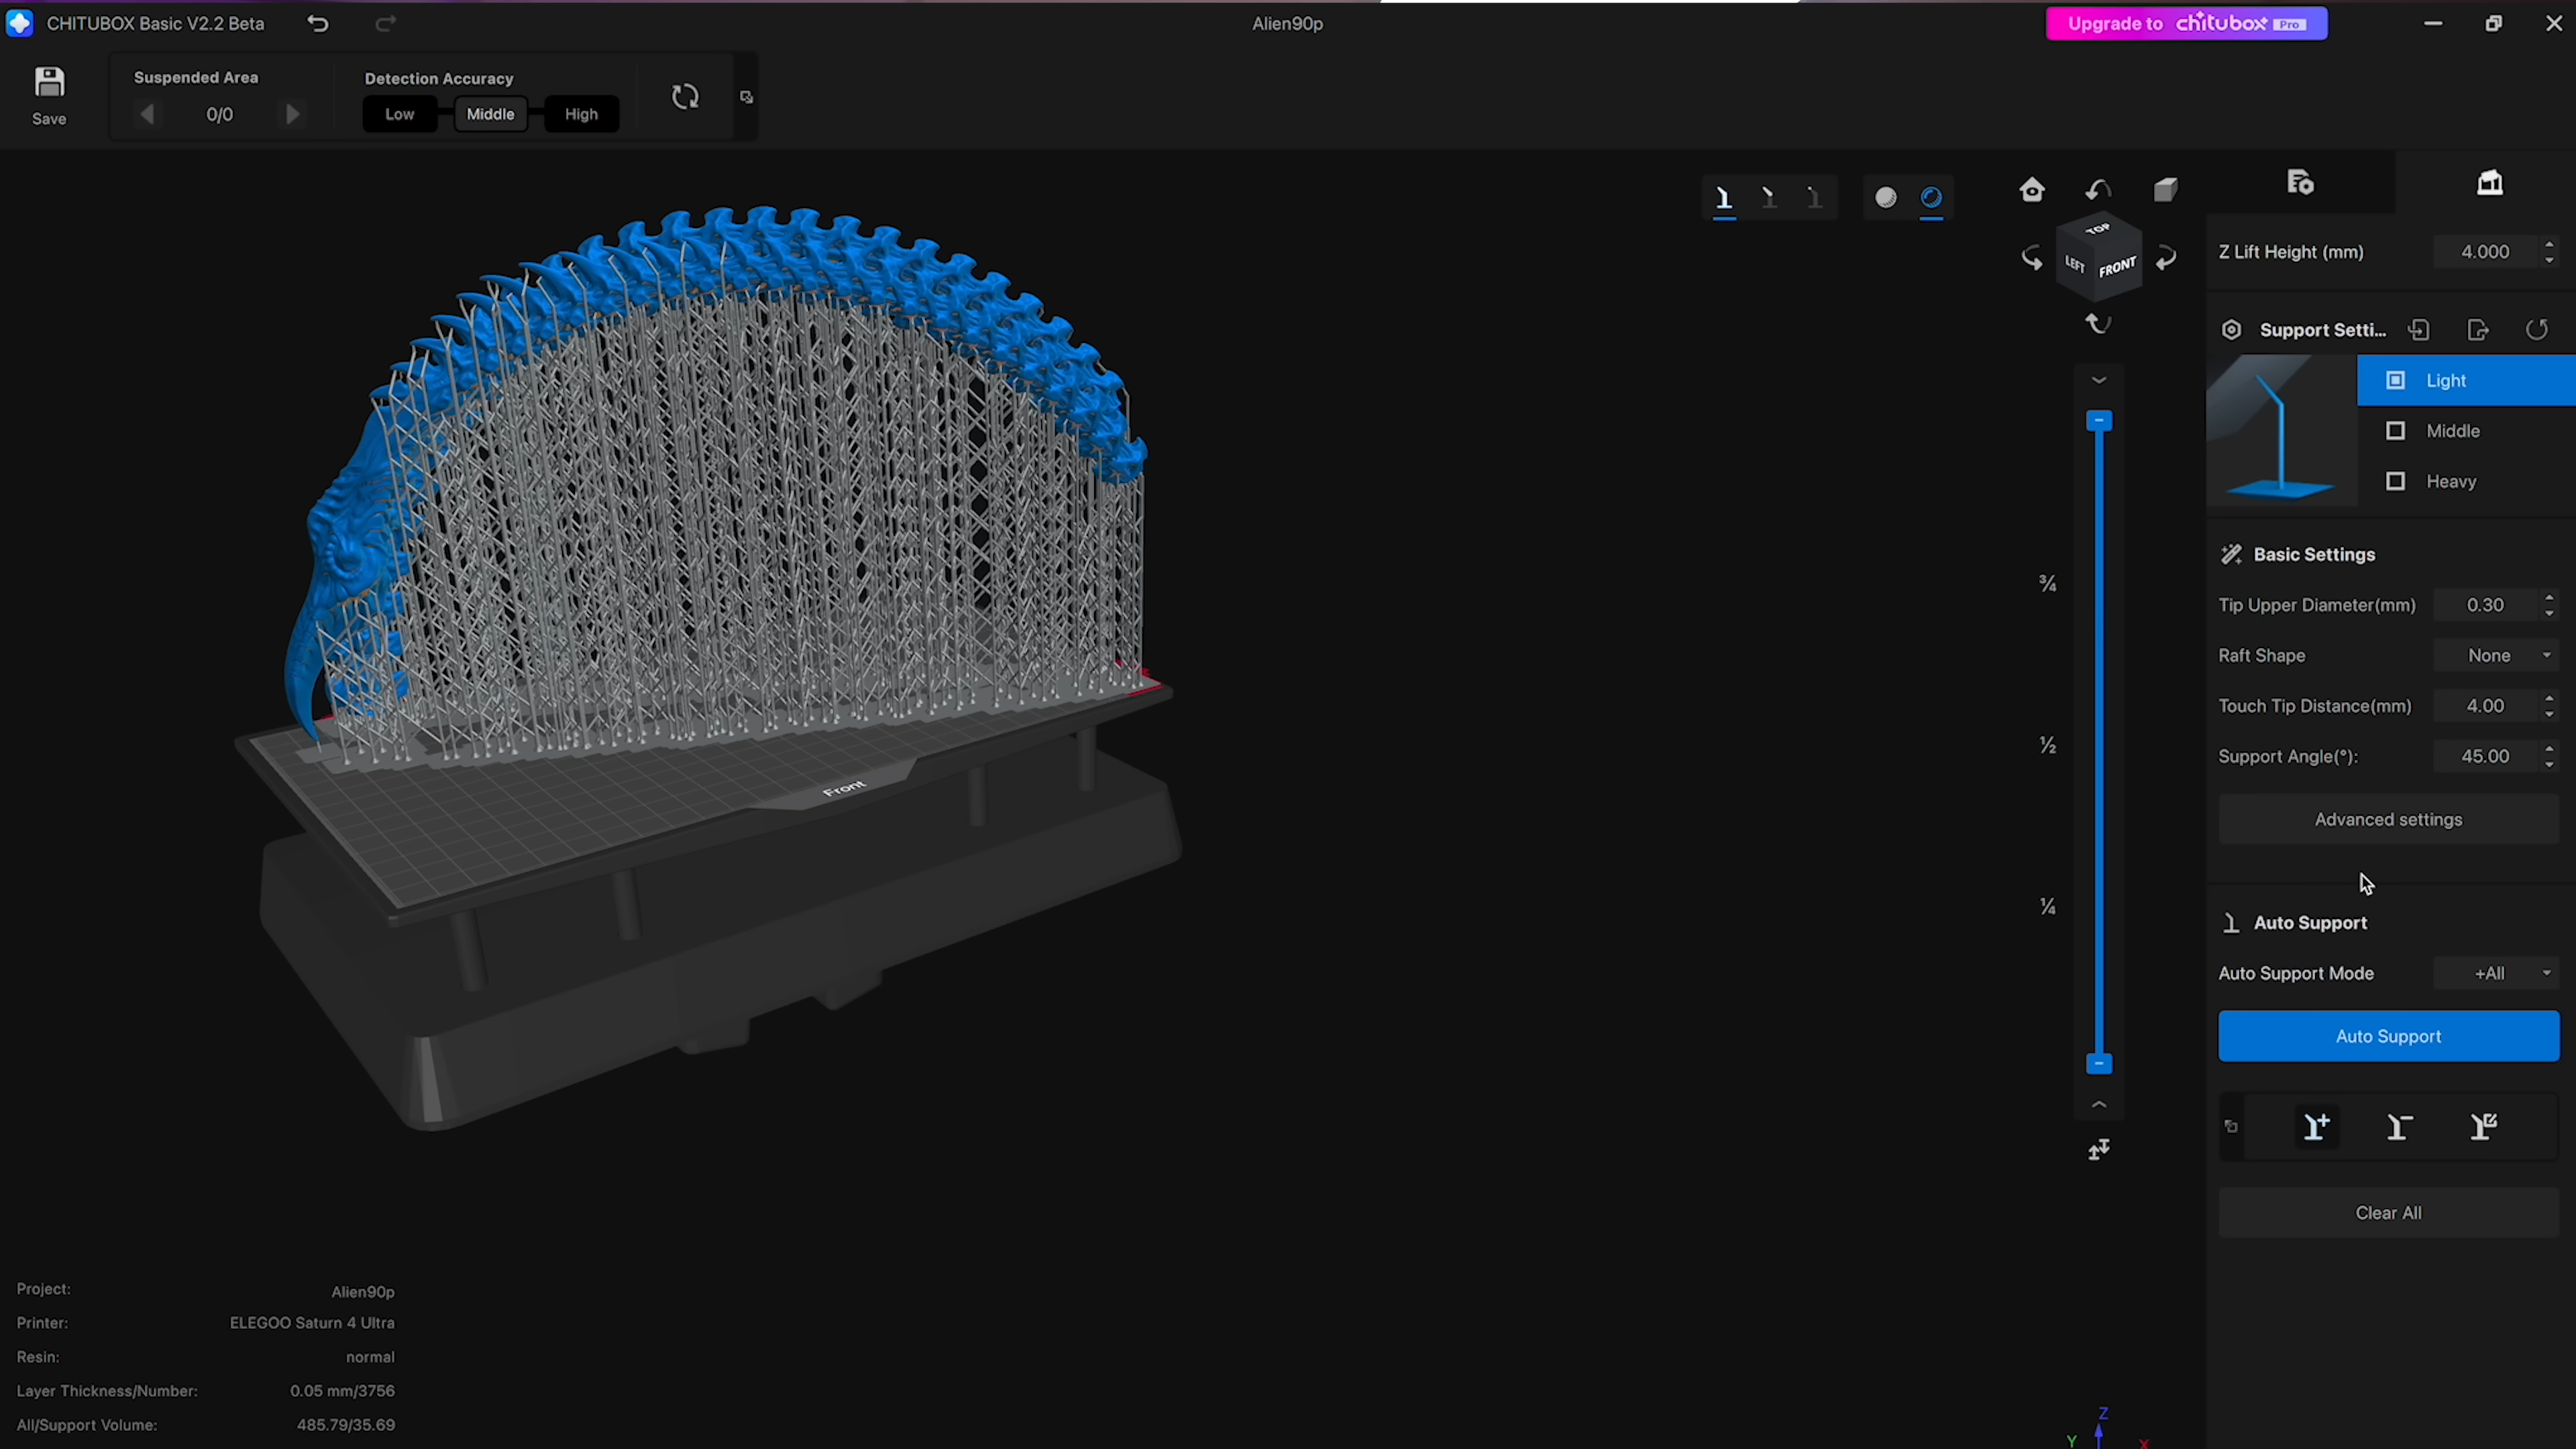 CHITUBOX Basic V2.2 Beta
Alien90p
Upgrade to chitubox Pro
Save
Suspended Area
0/0
Detection Accuracy
Low Middle High
TOP
LEFT FRONT
Z Lift Height (mm) 4.000
Support Setti...
Light
Middle
Heavy
Basic Settings
Tip Upper Diameter(mm) 0.30
Raft Shape None
Touch Tip Distance(mm) 4.00
Support Angle(°): 45.00
Advanced settings
Auto Support
Auto Support Mode +All
Auto Support
Clear All
¾
½
¼
Front
Project: Alien90p
Printer: ELEGOO Saturn 4 Ultra
Resin: normal
Layer Thickness/Number: 0.05 mm/3756
All/Support Volume: 485.79/35.69
Z
Y X